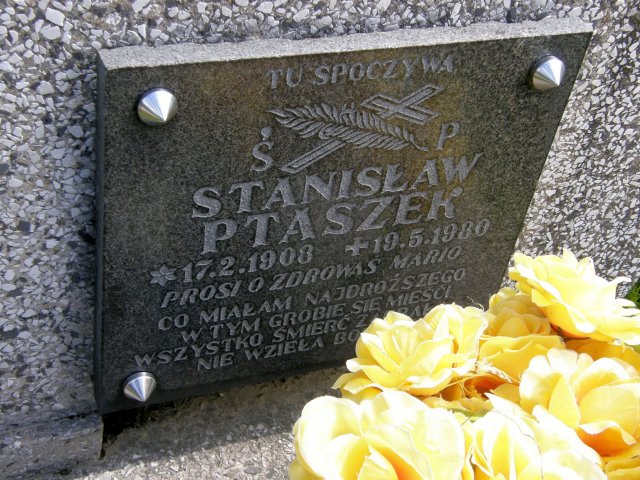 TU SPOCZYWA
Ś P
STANISŁAW
PTASZEK
17.2.1908 19.5.1980
PROSI O ZDROWAŚ MARIO
CO MIAŁAM NAJDROŻSZEGO
W TYM GROBIE SIĘ MIEŚCI
WSZYSTKO ŚMIERĆ
NIE WZIEŁA